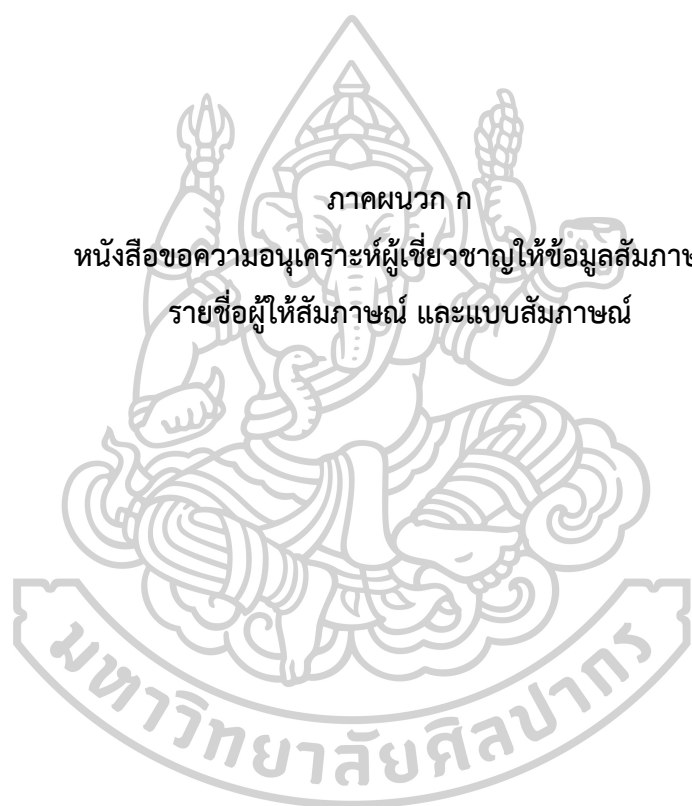 ภาคผนวก ก
หนังสือขอความอนุเคราะห์ผู้เชี่ยวชาญให้ข้อมูลสัมภาษ
รายชื่อผู้ให้สัมภาษณ์ และแบบสัมภาษณ์
มหาวิทยาลัยศิลปากร